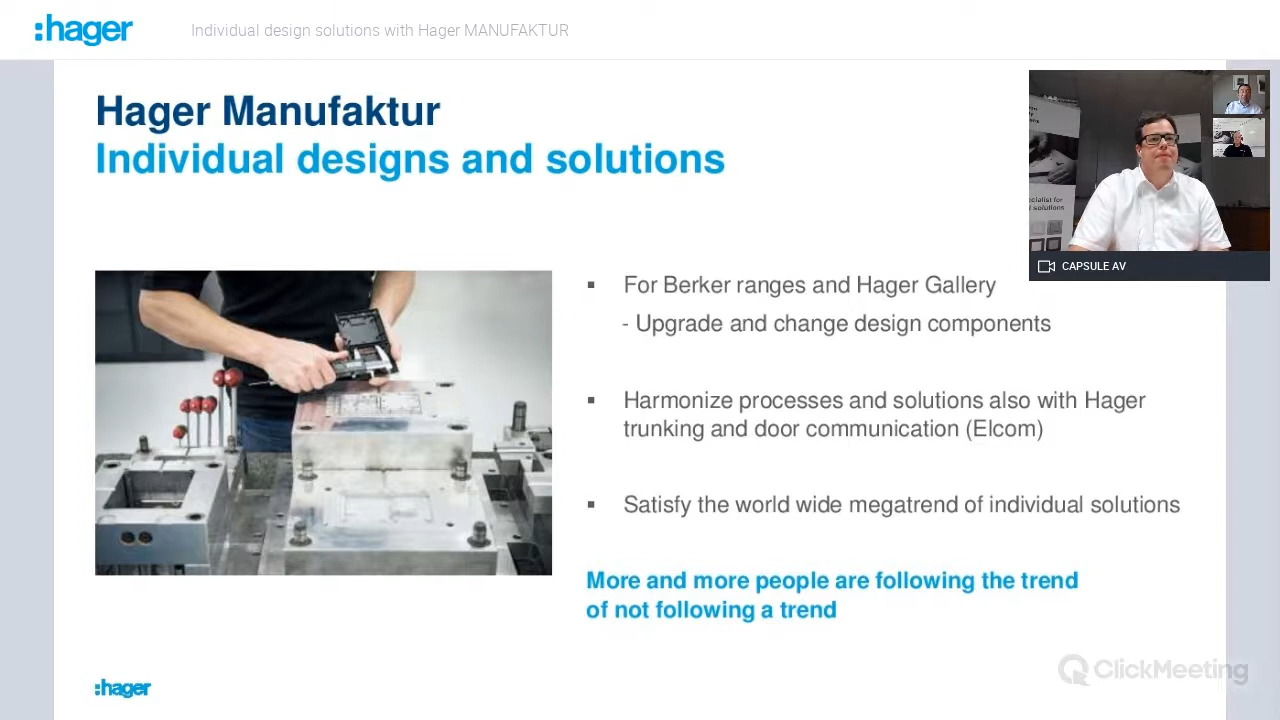 :hager
Individual design solutions with Hager MANUFAKTUR
Hager Manufaktur
Individual designs and solutions
▪ For Berker ranges and Hager Gallery
- Upgrade and change design components
▪ Harmonize processes and solutions also with Hager
trunking and door communication (Elcom)
▪ Satisfy the world wide megatrend of individual solutions
More and more people are following the trend
of not following a trend
:hager
CAPSULE AV
ClickMeeting